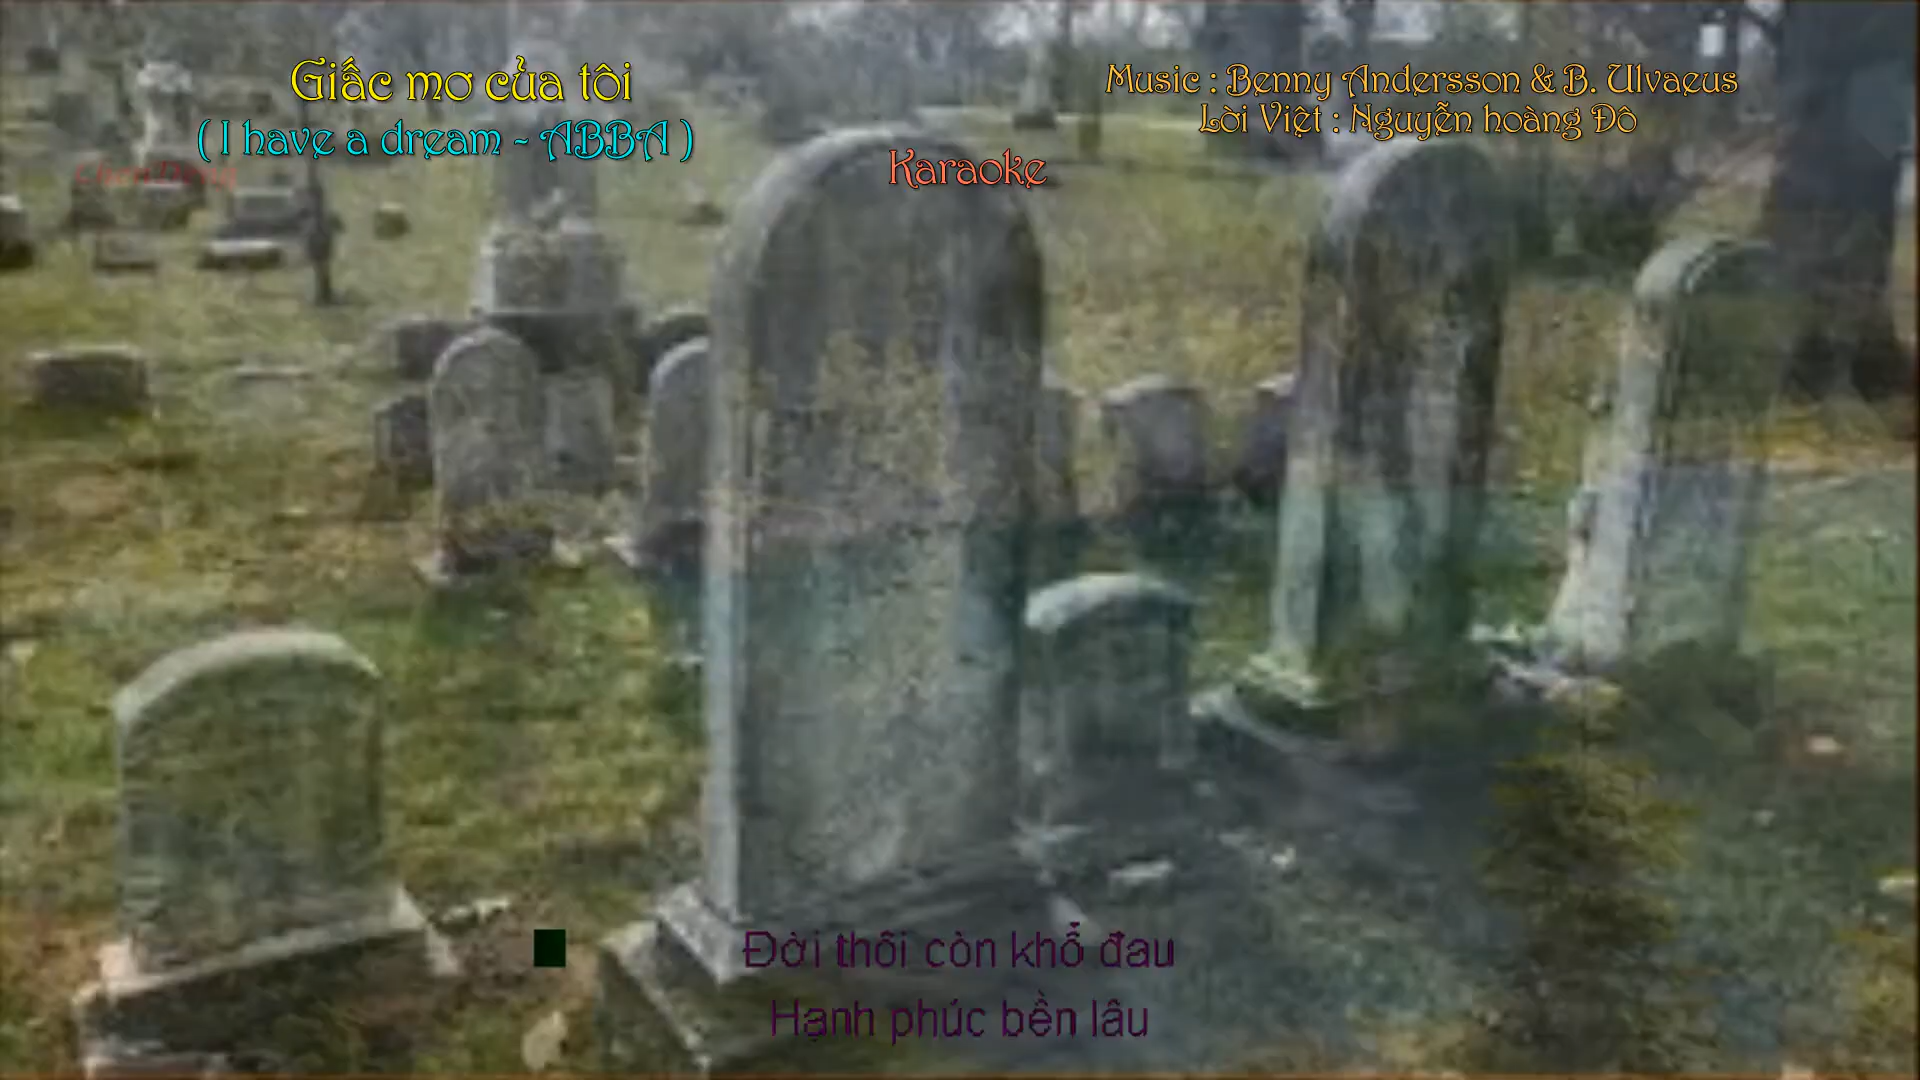 Giấc mơ của tôi
( I have a dream - ABBA )
Music : Benny Andersson & B. Ulvaeus
Lời Việt : Nguyễn hoàng Đô
Karaoke
ChenDeng
Đời thôi còn khổ đau
Hạnh phúc bền lâu